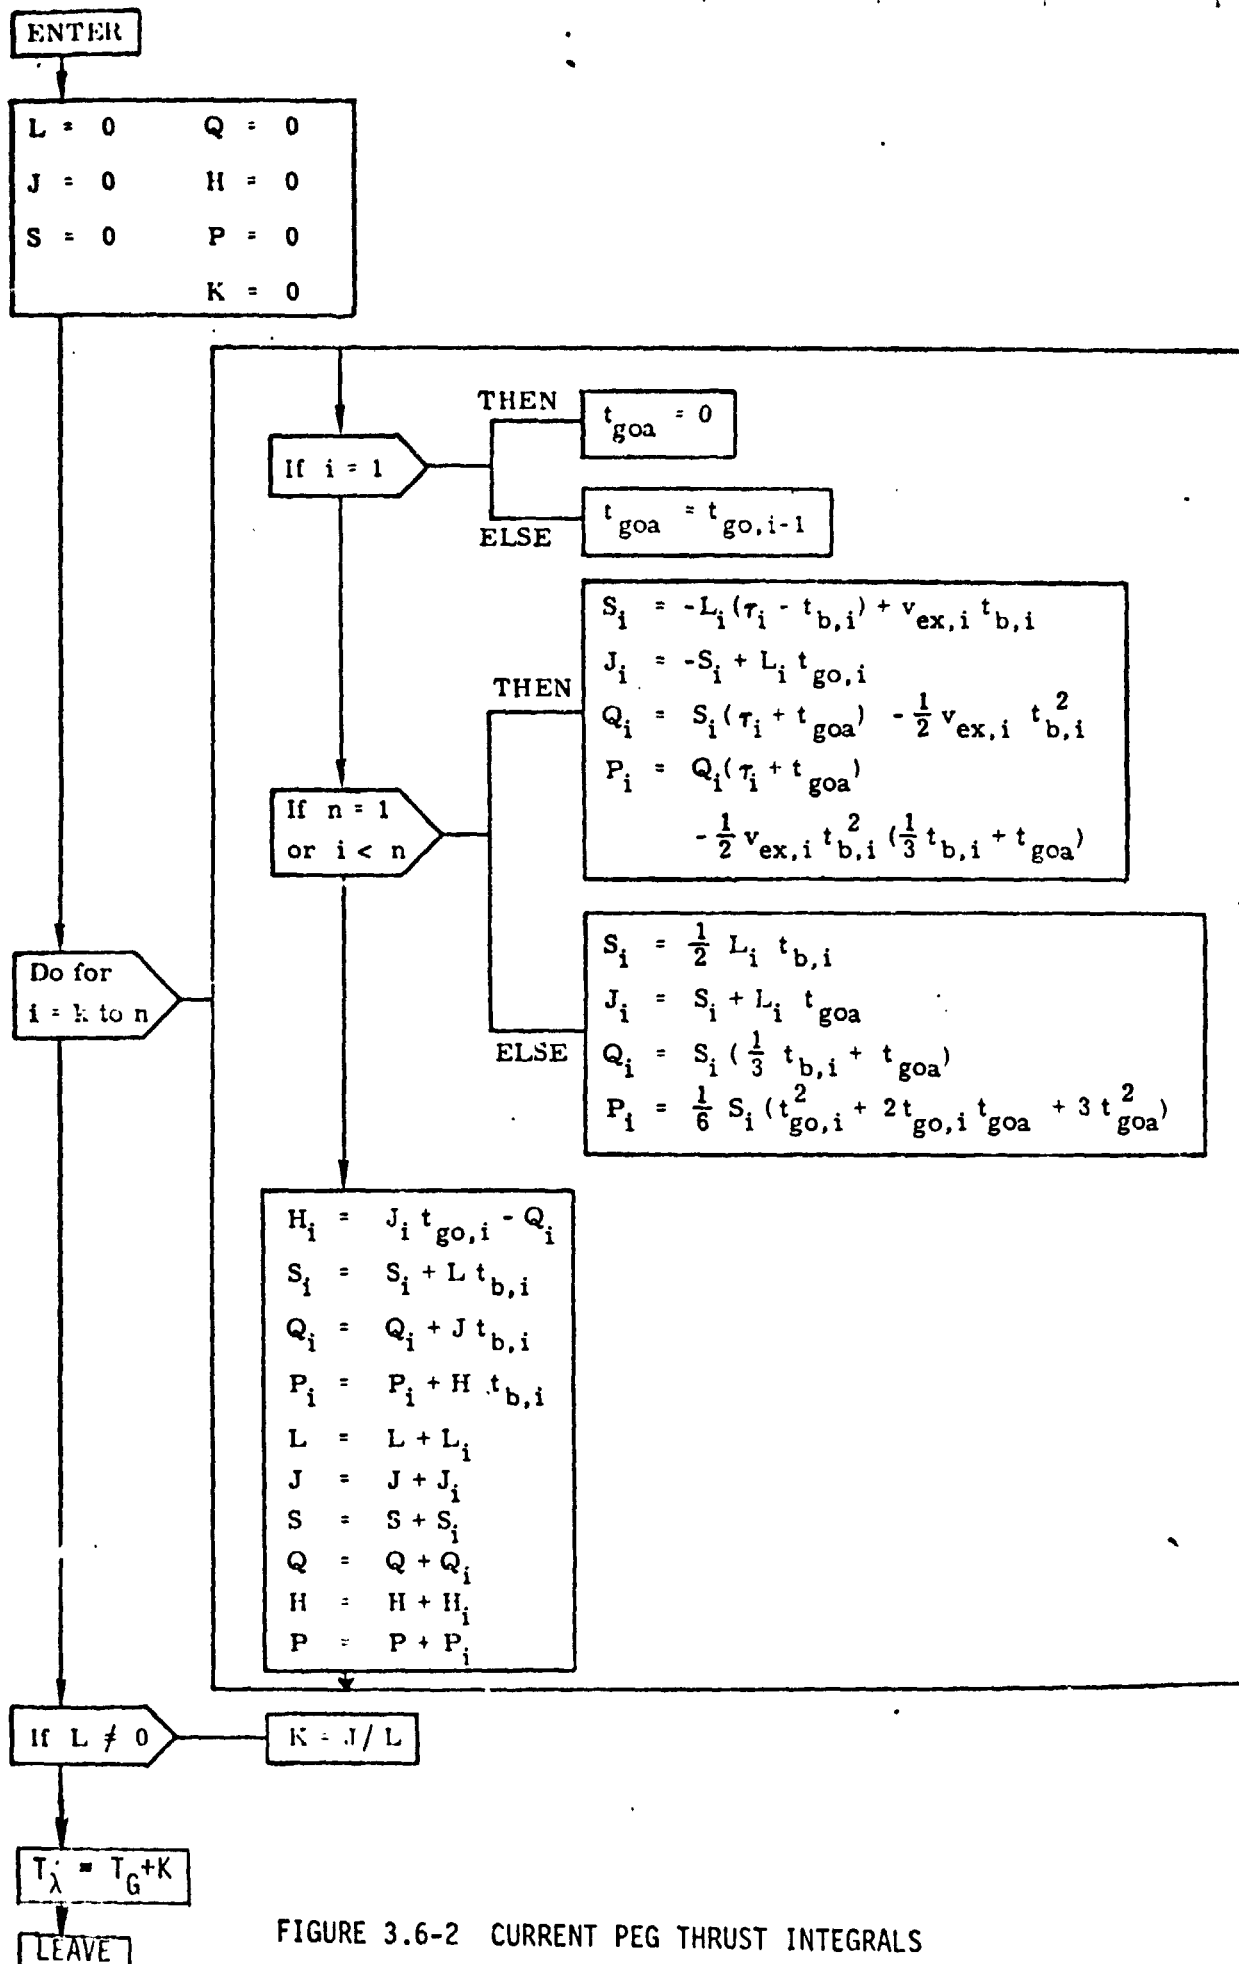 ENTER
L = 0 Q = 0
J = 0 H = 0
S = 0 P = 0
K = 0
If i = 1
THEN
t_goa = 0
ELSE
t_goa = t_go,i-1
If n = 1
or i < n
THEN
S_i = -L_i(τ_i - t_b,i) + v_ex,i t_b,i
J_i = -S_i + L_i t_go,i
Q_i = S_i(τ_i + t_goa) - 1/2 v_ex,i t_b,i^2
P_i = Q_i(τ_i + t_goa)
- 1/2 v_ex,i t_b,i^2 (1/3 t_b,i + t_goa)
ELSE
S_i = 1/2 L_i t_b,i
J_i = S_i + L_i t_goa
Q_i = S_i (1/3 t_b,i + t_goa)
P_i = 1/6 S_i (t_go,i^2 + 2 t_go,i t_goa + 3 t_goa^2)
Do for
i = k to n
H_i = J_i t_go,i - Q_i
S_i = S_i + L t_b,i
Q_i = Q_i + J t_b,i
P_i = P_i + H t_b,i
L = L + L_i
J = J + J_i
S = S + S_i
Q = Q + Q_i
H = H + H_i
P = P + P_i
If L ≠ 0
K = J / L
T_λ = T_G + K
LEAVE
FIGURE 3.6-2 CURRENT PEG THRUST INTEGRALS